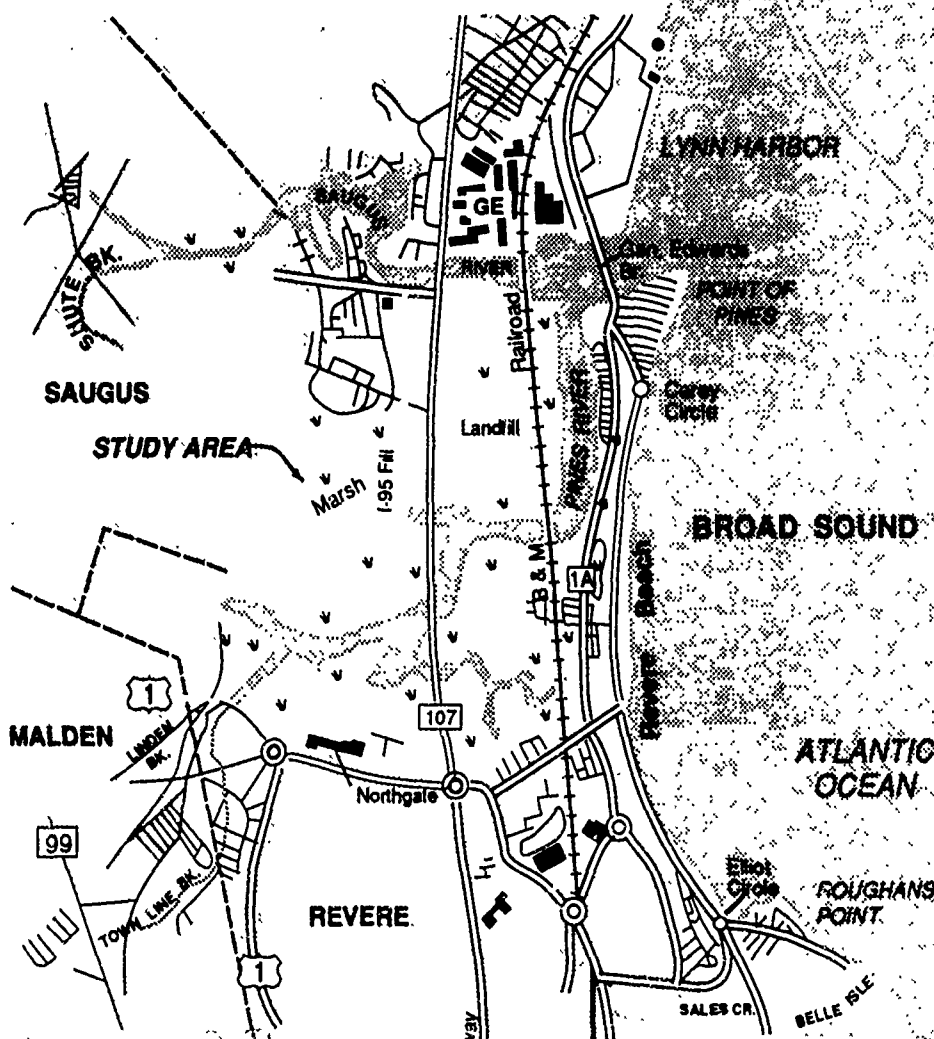 LYNN HARBOR
SAUGUS
GE
RIVER
Gen. Edwards
Br.
POINT OF
PINES
SHUTE BK.
Railroad
SAUGUS
Carey
Circle
PINES RIVER
Landfill
STUDY AREA
I-95 Fill
Marsh
BROAD SOUND
B & M
1A
Revere Beach
1
107
MALDEN
LINDEN
BK.
ATLANTIC
OCEAN
Northgate
99
Elliot
Circle
ROUGHANS
POINT
TOWN LINE BK.
REVERE
1
SALES CR.
BELLE ISLE
way